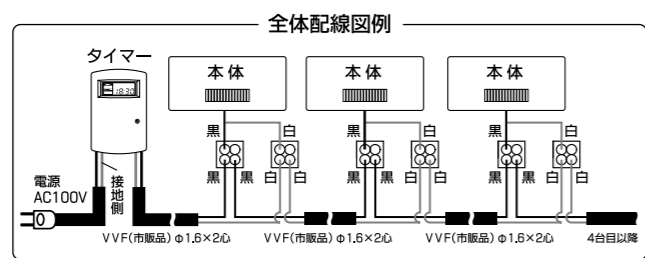 全体配線図例
タイマー
18:30
本体
本体
本体
黒 白
黒 白
黒 白
黒 黒 白 白
黒 黒 白 白
黒 黒 白 白
電源
AC100V
接地側
VVF(市販品) φ1.6×2心
VVF(市販品) φ1.6×2心
VVF(市販品) φ1.6×2心
4台目以降